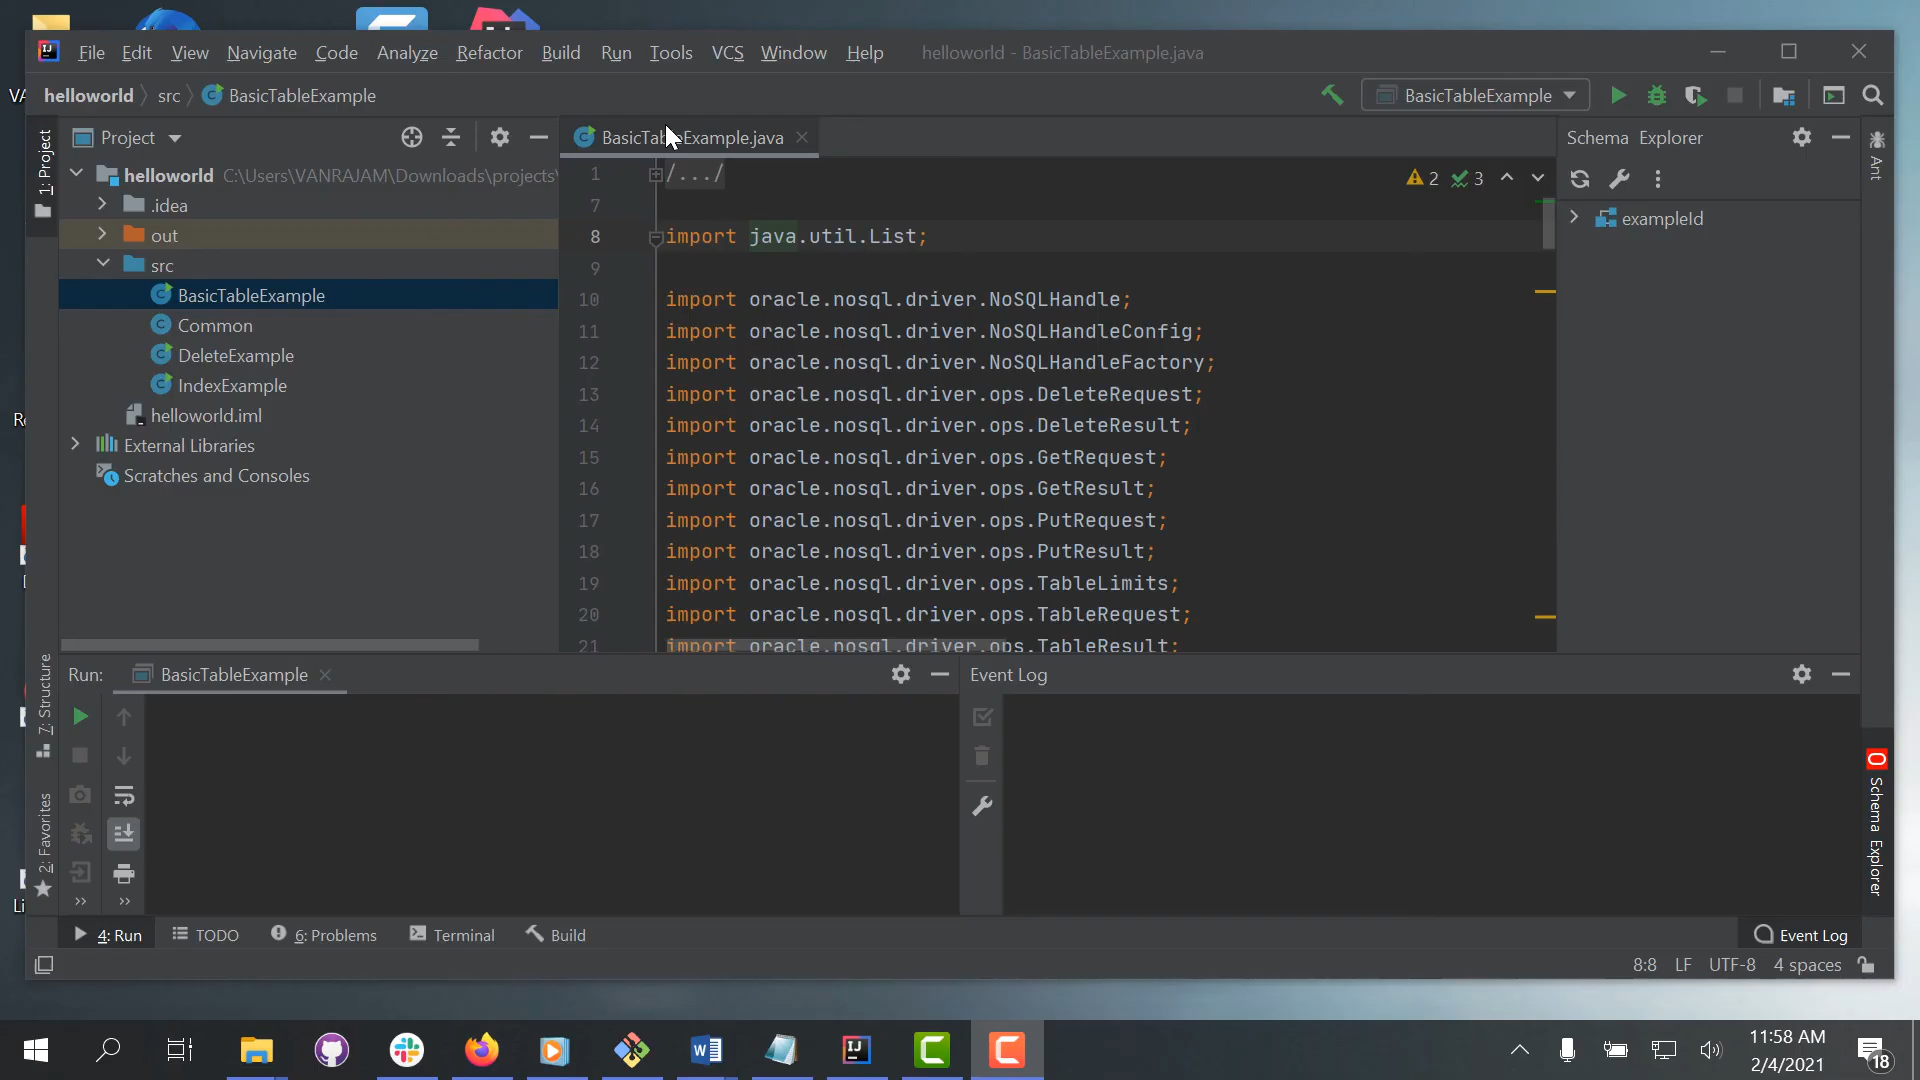 File Edit View Navigate Code Analyze Refactor Build Run Tools VCS Window Help helloworld - BasicTableExample.java
helloworld src BasicTableExample
BasicTableExample
1: Project
Project
BasicTableExample.java
Schema Explorer
Ant
helloworld C:\Users\VANRAJAM\Downloads\projects\
.idea
out
src
BasicTableExample
Common
DeleteExample
IndexExample
helloworld.iml
External Libraries
Scratches and Consoles
1 /.../
2 3
7
8 import java.util.List;
9
10 import oracle.nosql.driver.NoSQLHandle;
11 import oracle.nosql.driver.NoSQLHandleConfig;
12 import oracle.nosql.driver.NoSQLHandleFactory;
13 import oracle.nosql.driver.ops.DeleteRequest;
14 import oracle.nosql.driver.ops.DeleteResult;
15 import oracle.nosql.driver.ops.GetRequest;
16 import oracle.nosql.driver.ops.GetResult;
17 import oracle.nosql.driver.ops.PutRequest;
18 import oracle.nosql.driver.ops.PutResult;
19 import oracle.nosql.driver.ops.TableLimits;
20 import oracle.nosql.driver.ops.TableRequest;
21 import oracle.nosql.driver.ops.TableResult;
exampleId
7: Structure
2: Favorites
Run: BasicTableExample
Event Log
Schema Explorer
4: Run TODO 6: Problems Terminal Build Event Log
8:8 LF UTF-8 4 spaces
11:58 AM
2/4/2021
18